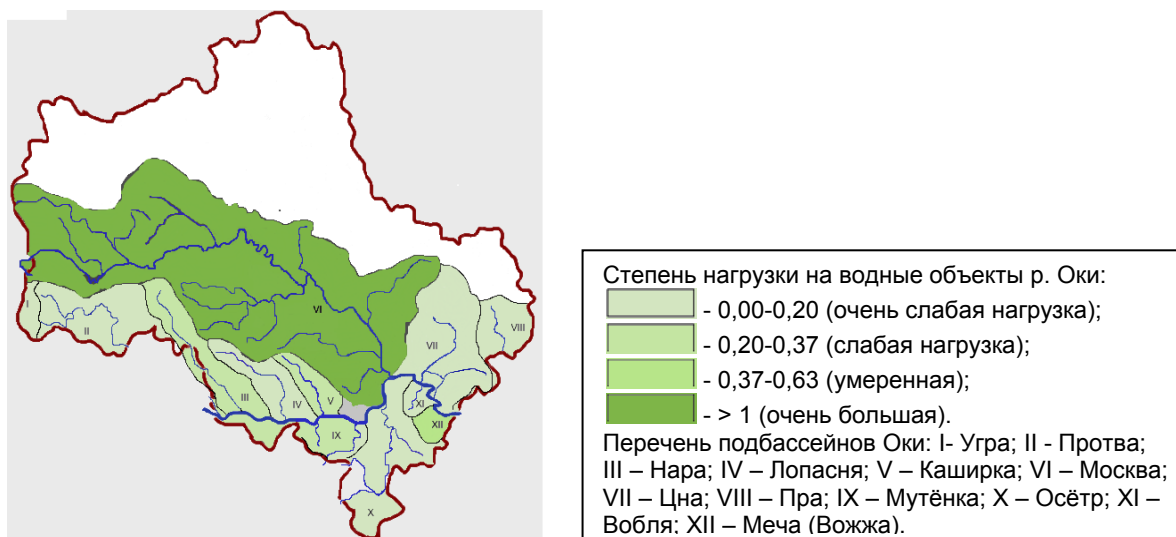 I
II
III
IV
V
VI
VII
VIII
IX
X
XI
XII
Степень нагрузки на водные объекты р. Оки:
- 0,00-0,20 (очень слабая нагрузка);
- 0,20-0,37 (слабая нагрузка);
- 0,37-0,63 (умеренная);
- > 1 (очень большая).
Перечень подбассейнов Оки: I- Угра; II - Протва;
III – Нара; IV – Лопасня; V – Каширка; VI – Москва;
VII – Цна; VIII – Пра; IX – Мутёнка; X – Осётр; XI –
Вобля; XII – Меча (Вожжа).